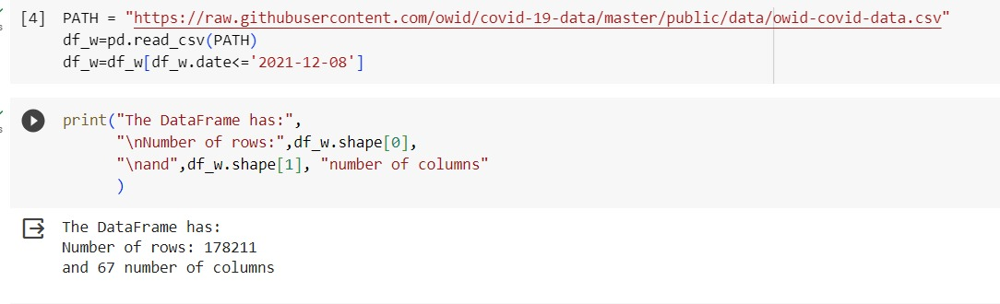 [4] PATH = "https://raw.githubusercontent.com/owid/covid-19-data/master/public/data/owid-covid-data.csv"
df_w=pd.read_csv(PATH)
df_w=df_w[df_w.date<='2021-12-08']
print("The DataFrame has:",
"\nNumber of rows:",df_w.shape[0],
"\nand",df_w.shape[1], "number of columns"
)
The DataFrame has:
Number of rows: 178211
and 67 number of columns